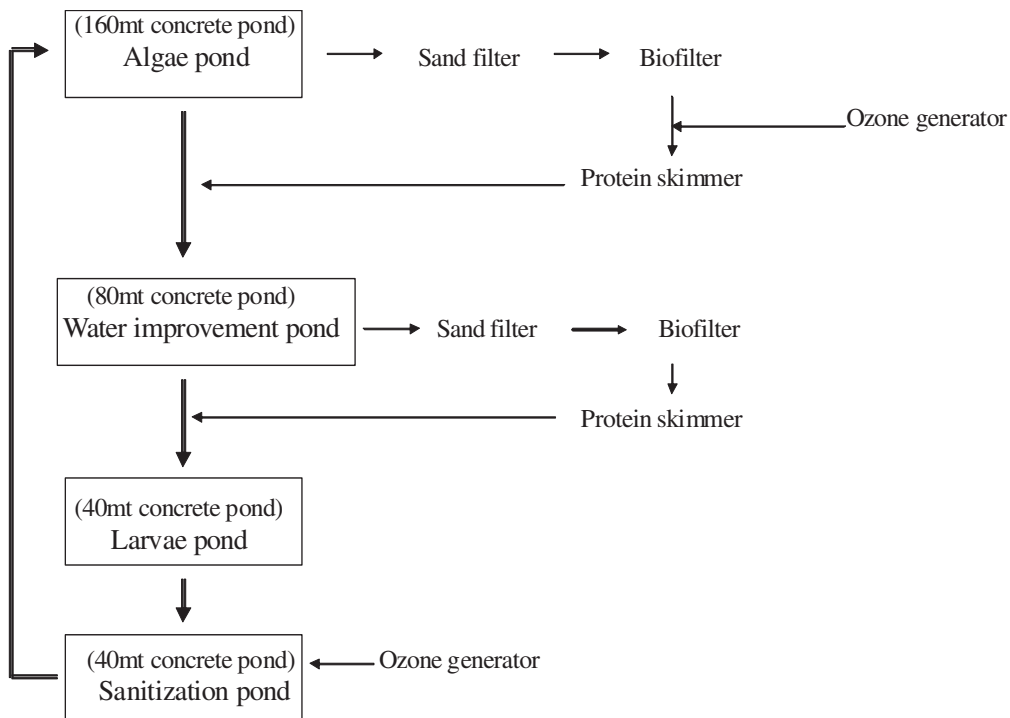 (160mt concrete pond)
Algae pond
Sand filter
Biofilter
Ozone generator
Protein skimmer
(80mt concrete pond)
Water improvement pond
Sand filter
Biofilter
Protein skimmer
(40mt concrete pond)
Larvae pond
(40mt concrete pond)
Sanitization pond
Ozone generator